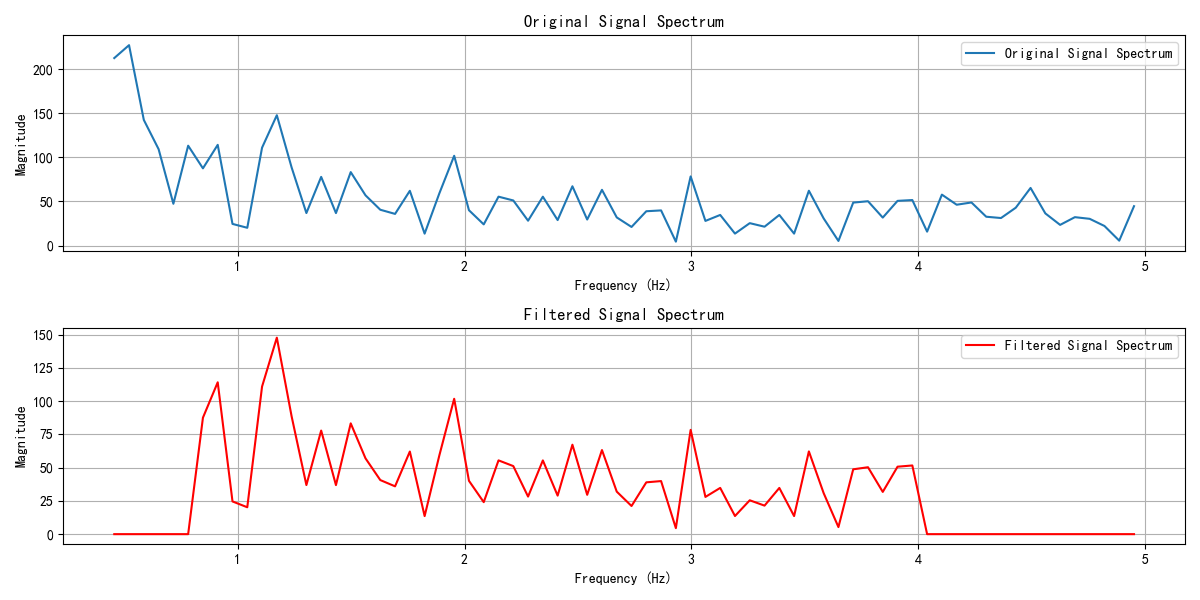 Original Signal Spectrum
Original Signal Spectrum
Magnitude
200
150
100
50
0
1 2 3 4 5
Frequency (Hz)
Filtered Signal Spectrum
Filtered Signal Spectrum
Magnitude
150
125
100
75
50
25
0
1 2 3 4 5
Frequency (Hz)